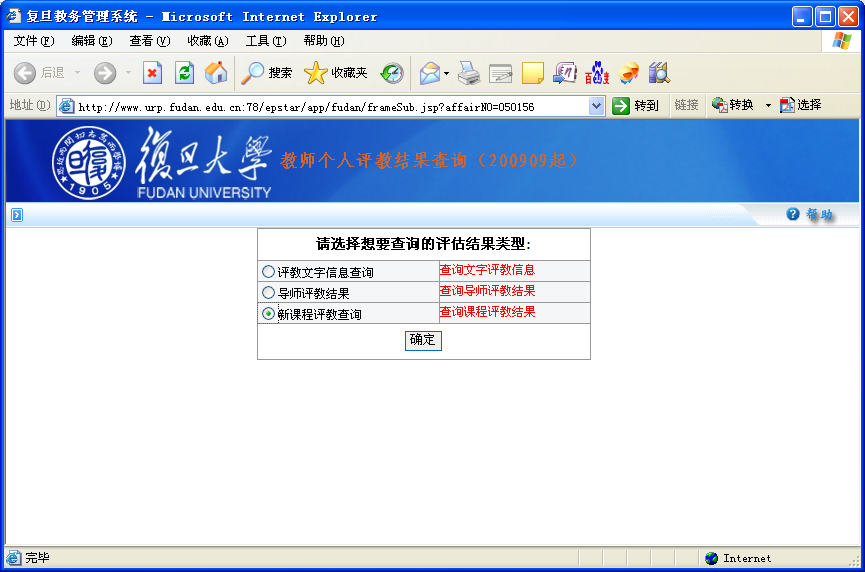 复旦教务管理系统 - Microsoft Internet Explorer
文件(F) 编辑(E) 查看(V) 收藏(A) 工具(T) 帮助(H)
后退 搜索 收藏夹
地址(D) http://www.urp.fudan.edu.cn:78/epstar/app/fudan/frameSub.jsp?affairNO=050156 转到 链接 转换 选择
復旦大學 教师个人评教结果查询（200909起）
FUDAN UNIVERSITY
1905
帮助
请选择想要查询的评估结果类型:
评教文字信息查询 查询文字评教信息
导师评教结果 查询导师评教结果
新课程评教查询 查询课程评教结果
确定
完毕 Internet